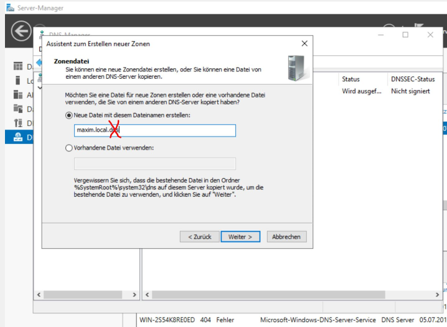 Server-Manager
DNS-Manager
Assistent zum Erstellen neuer Zonen
Zonendatei
Sie können eine neue Zonendatei erstellen, oder Sie können eine Datei von
einem anderen DNS-Server kopieren.
Status
DNSSEC-Status
Wird ausgef...
Nicht signiert
Möchten Sie eine Datei für neue Zonen erstellen oder eine vorhandene Datei
verwenden, die Sie von einem anderen DNS-Server kopiert haben?
Neue Datei mit diesem Dateinamen erstellen:
maxim.local.dns
Vorhandene Datei verwenden:
Vergewissern Sie sich, dass die bestehende Datei in den Ordner
%SystemRoot%\system32\dns auf diesem Server kopiert wurde, um die
bestehende Datei zu verwenden, und klicken Sie auf "Weiter".
< Zurück
Weiter >
Abbrechen
WIN-2S54K8RE0ED 404 Fehler Microsoft-Windows-DNS-Server-Service DNS Server 05.07.201